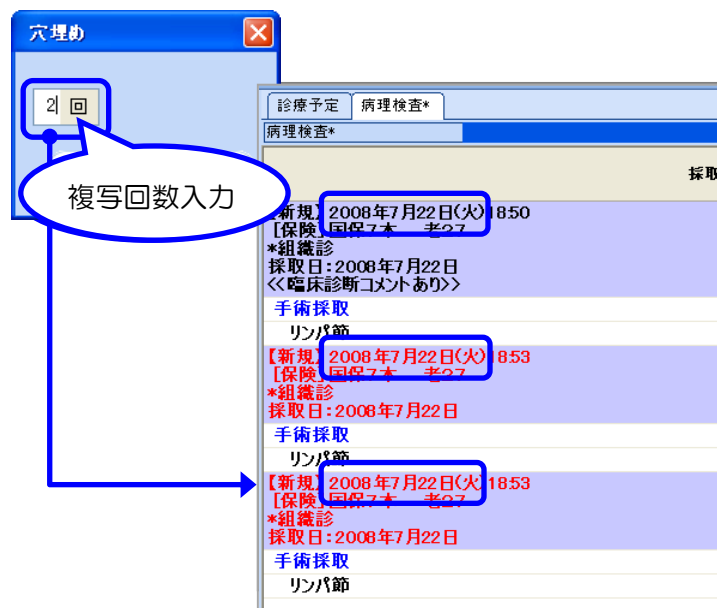 穴埋め
2 回
複写回数入力
診療予定 病理検査*
病理検査*
採取
【新規】2008年7月22日(火)18:50
[保険]国保7本 老27
*組織診
採取日:2008年7月22日
<<臨床診断コメントあり>>
手術採取
リンパ節
【新規】2008年7月22日(火)18:53
[保険]国保7本 老27
*組織診
採取日:2008年7月22日
手術採取
リンパ節
【新規】2008年7月22日(火)18:53
[保険]国保7本 老27
*組織診
採取日:2008年7月22日
手術採取
リンパ節